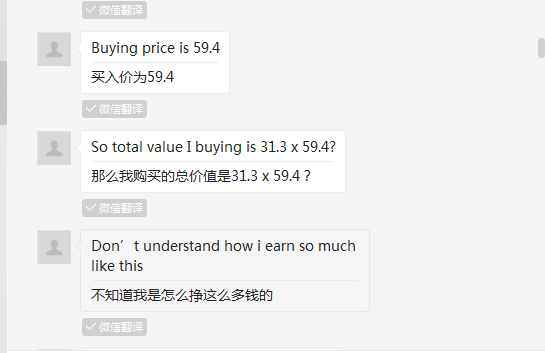 微信翻译
Buying price is 59.4
买入价为59.4
微信翻译
So total value I buying is 31.3 x 59.4?
那么我购买的总价值是31.3 x 59.4？
微信翻译
Don’t understand how i earn so much
like this
不知道我是怎么挣这么多钱的
微信翻译